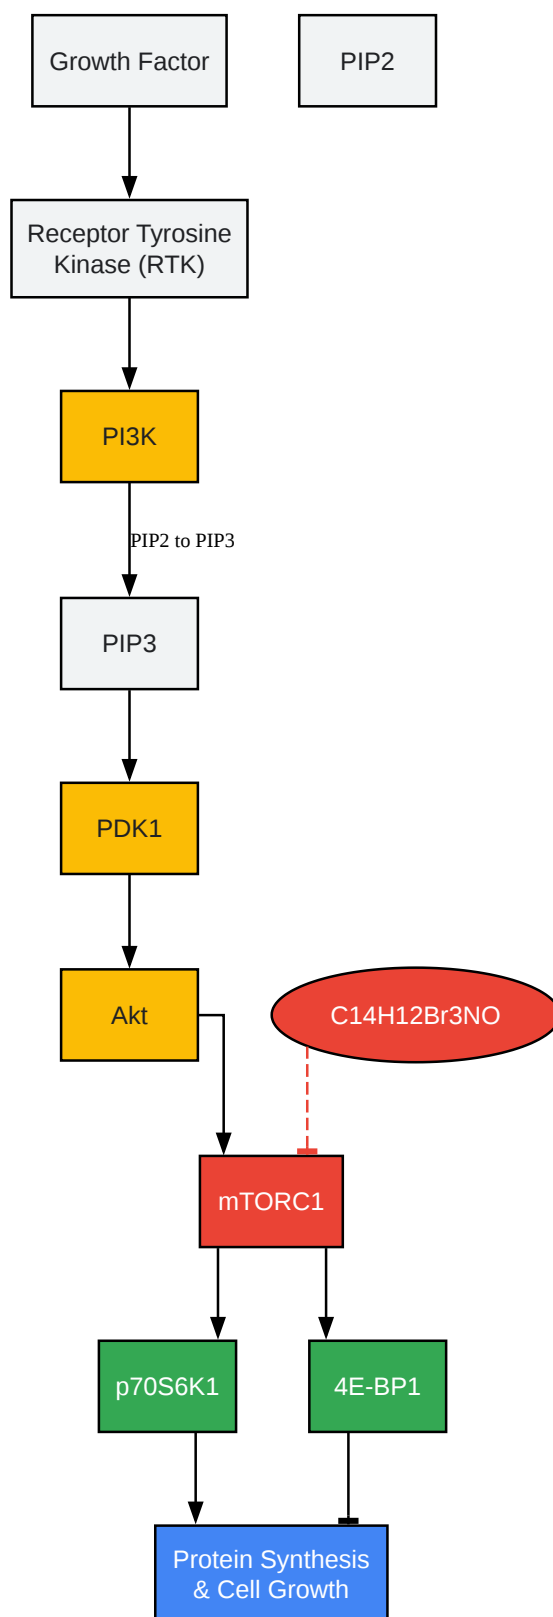 Growth Factor
PIP2
Receptor Tyrosine
Kinase (RTK)
PI3K
PIP2 to PIP3
PIP3
PDK1
Akt
C14H12Br3NO
mTORC1
p70S6K1
4E-BP1
Protein Synthesis
& Cell Growth